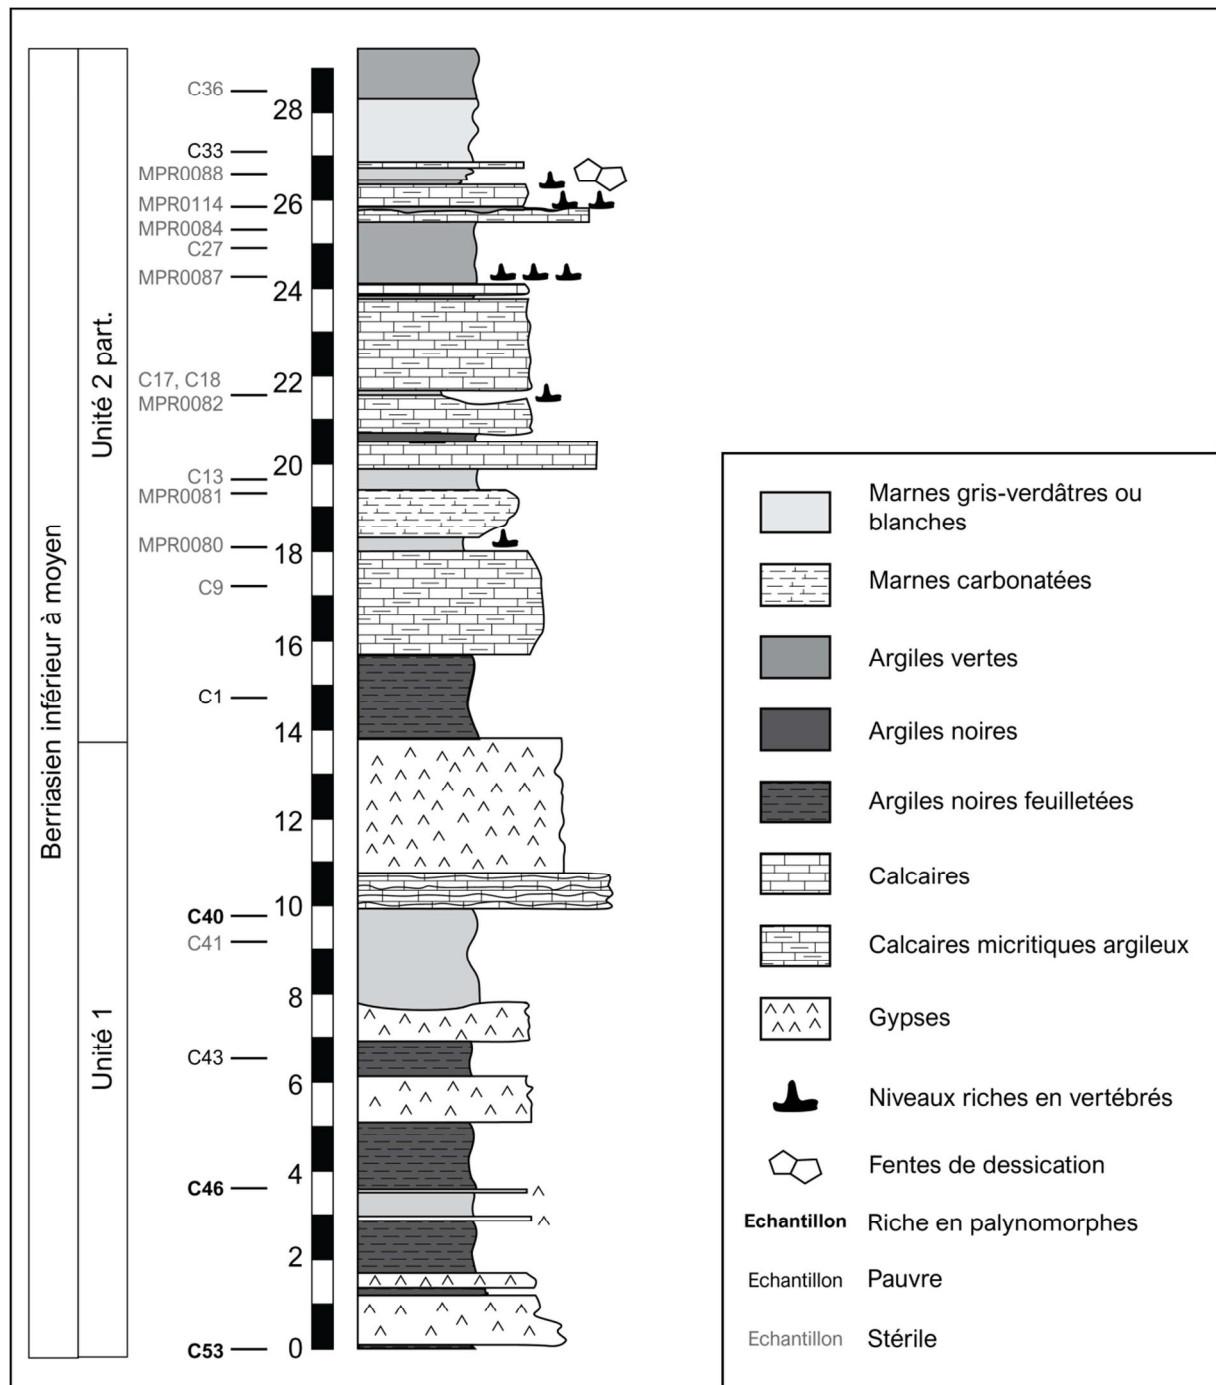 Berriasien inférieur à moyen
Unité 2 part.
Unité 1
C36
C33
MPR0088
MPR0114
MPR0084
C27
MPR0087
C17, C18
MPR0082
C13
MPR0081
MPR0080
C9
C1
C40
C41
C43
C46
C53
28
26
24
22
20
18
16
14
12
10
8
6
4
2
0
Marnes gris-verdâtres ou
blanches
Marnes carbonatées
Argiles vertes
Argiles noires
Argiles noires feuilletées
Calcaires
Calcaires micritiques argileux
Gypses
Niveaux riches en vertébrés
Fentes de dessication
Echantillon Riche en palynomorphes
Echantillon Pauvre
Echantillon Stérile